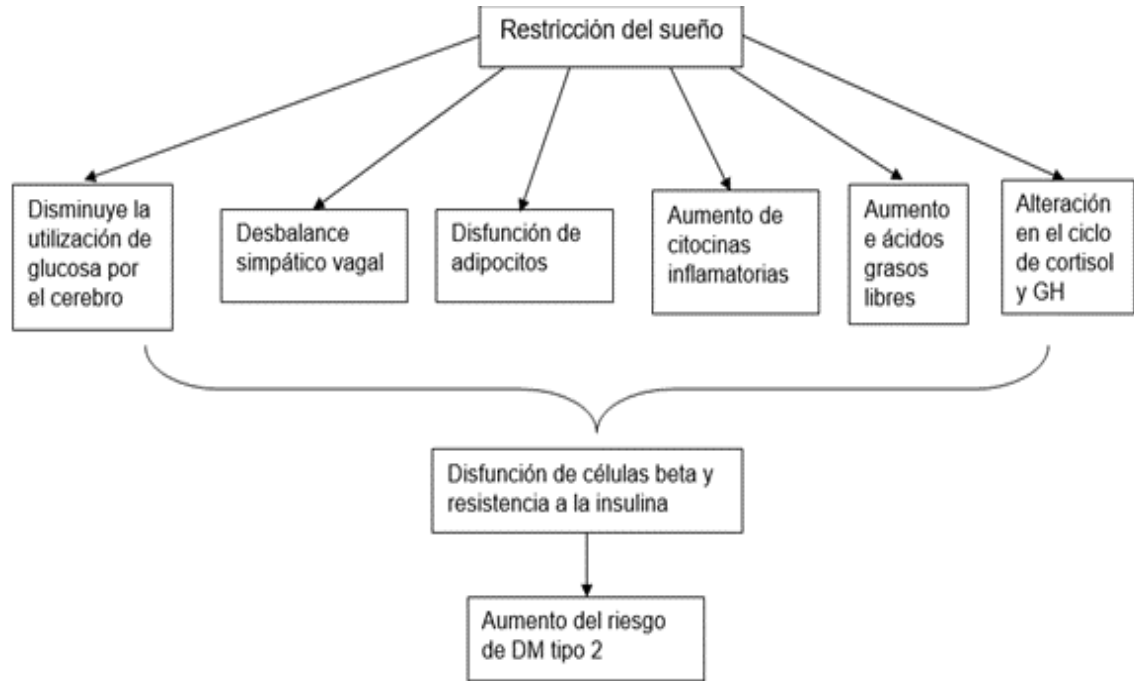 Restricción del sueño
Disminuye la
utilización de
glucosa por
el cerebro
Desbalance
simpático vagal
Disfunción de
adipocitos
Aumento de
citocinas
inflamatorias
Aumento
e ácidos
grasos
libres
Alteración
en el ciclo
de cortisol
y GH
Disfunción de células beta y
resistencia a la insulina
Aumento del riesgo
de DM tipo 2